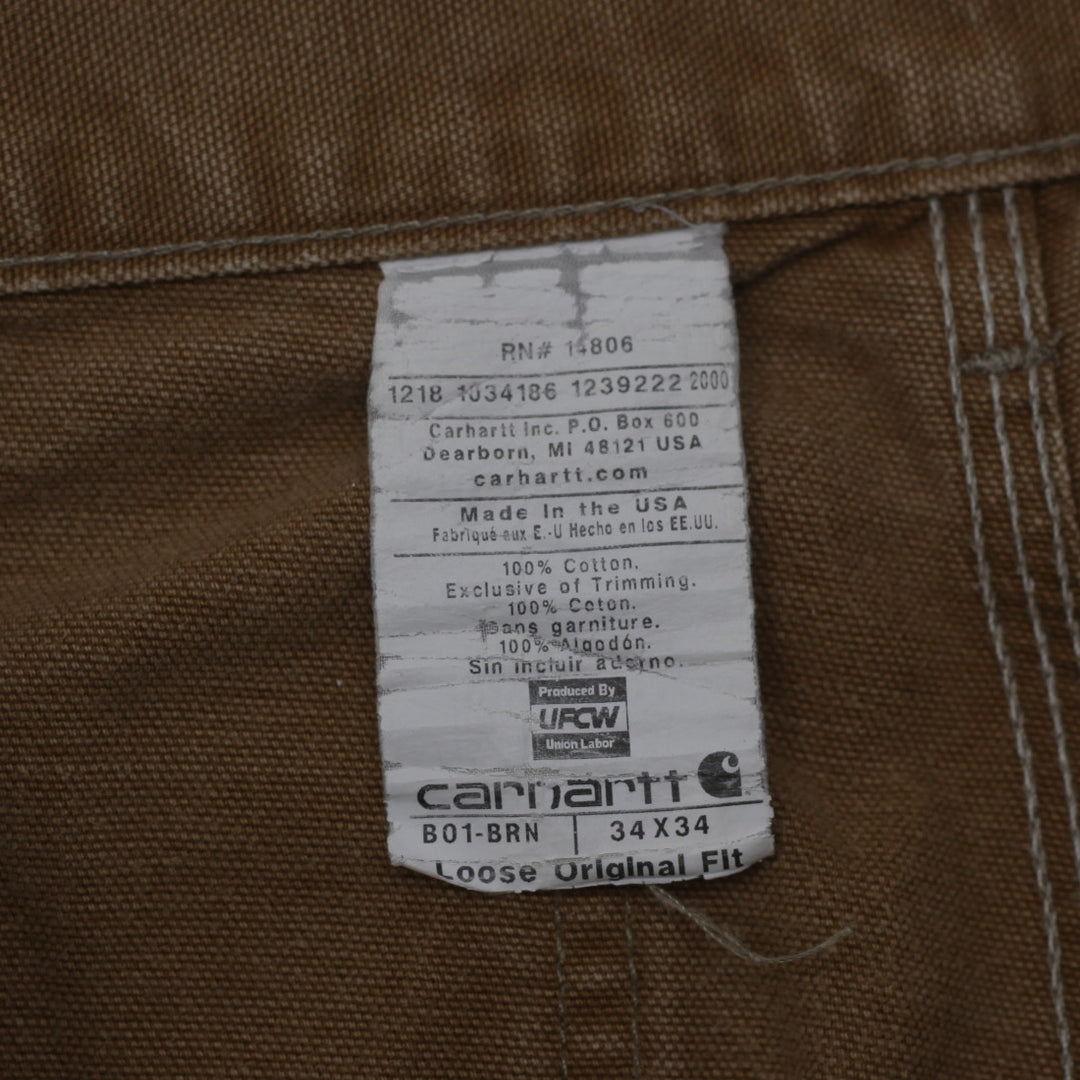 RN# 14806
1218 1034186 1239222 2000
Carhartt Inc. P.O. Box 600
Dearborn, MI 48121 USA
carhartt.com
Made In the USA
Fabriqué aux E.-U Hecho en los EE.UU.
100% Cotton.
Exclusive of Trimming.
100% Coton.
Sans garniture.
100% Algodón.
Sin incluir adorno.
Produced By
UFCW
Union Labor
carhartt
B01-BRN | 34 X 34
Loose Original Fit